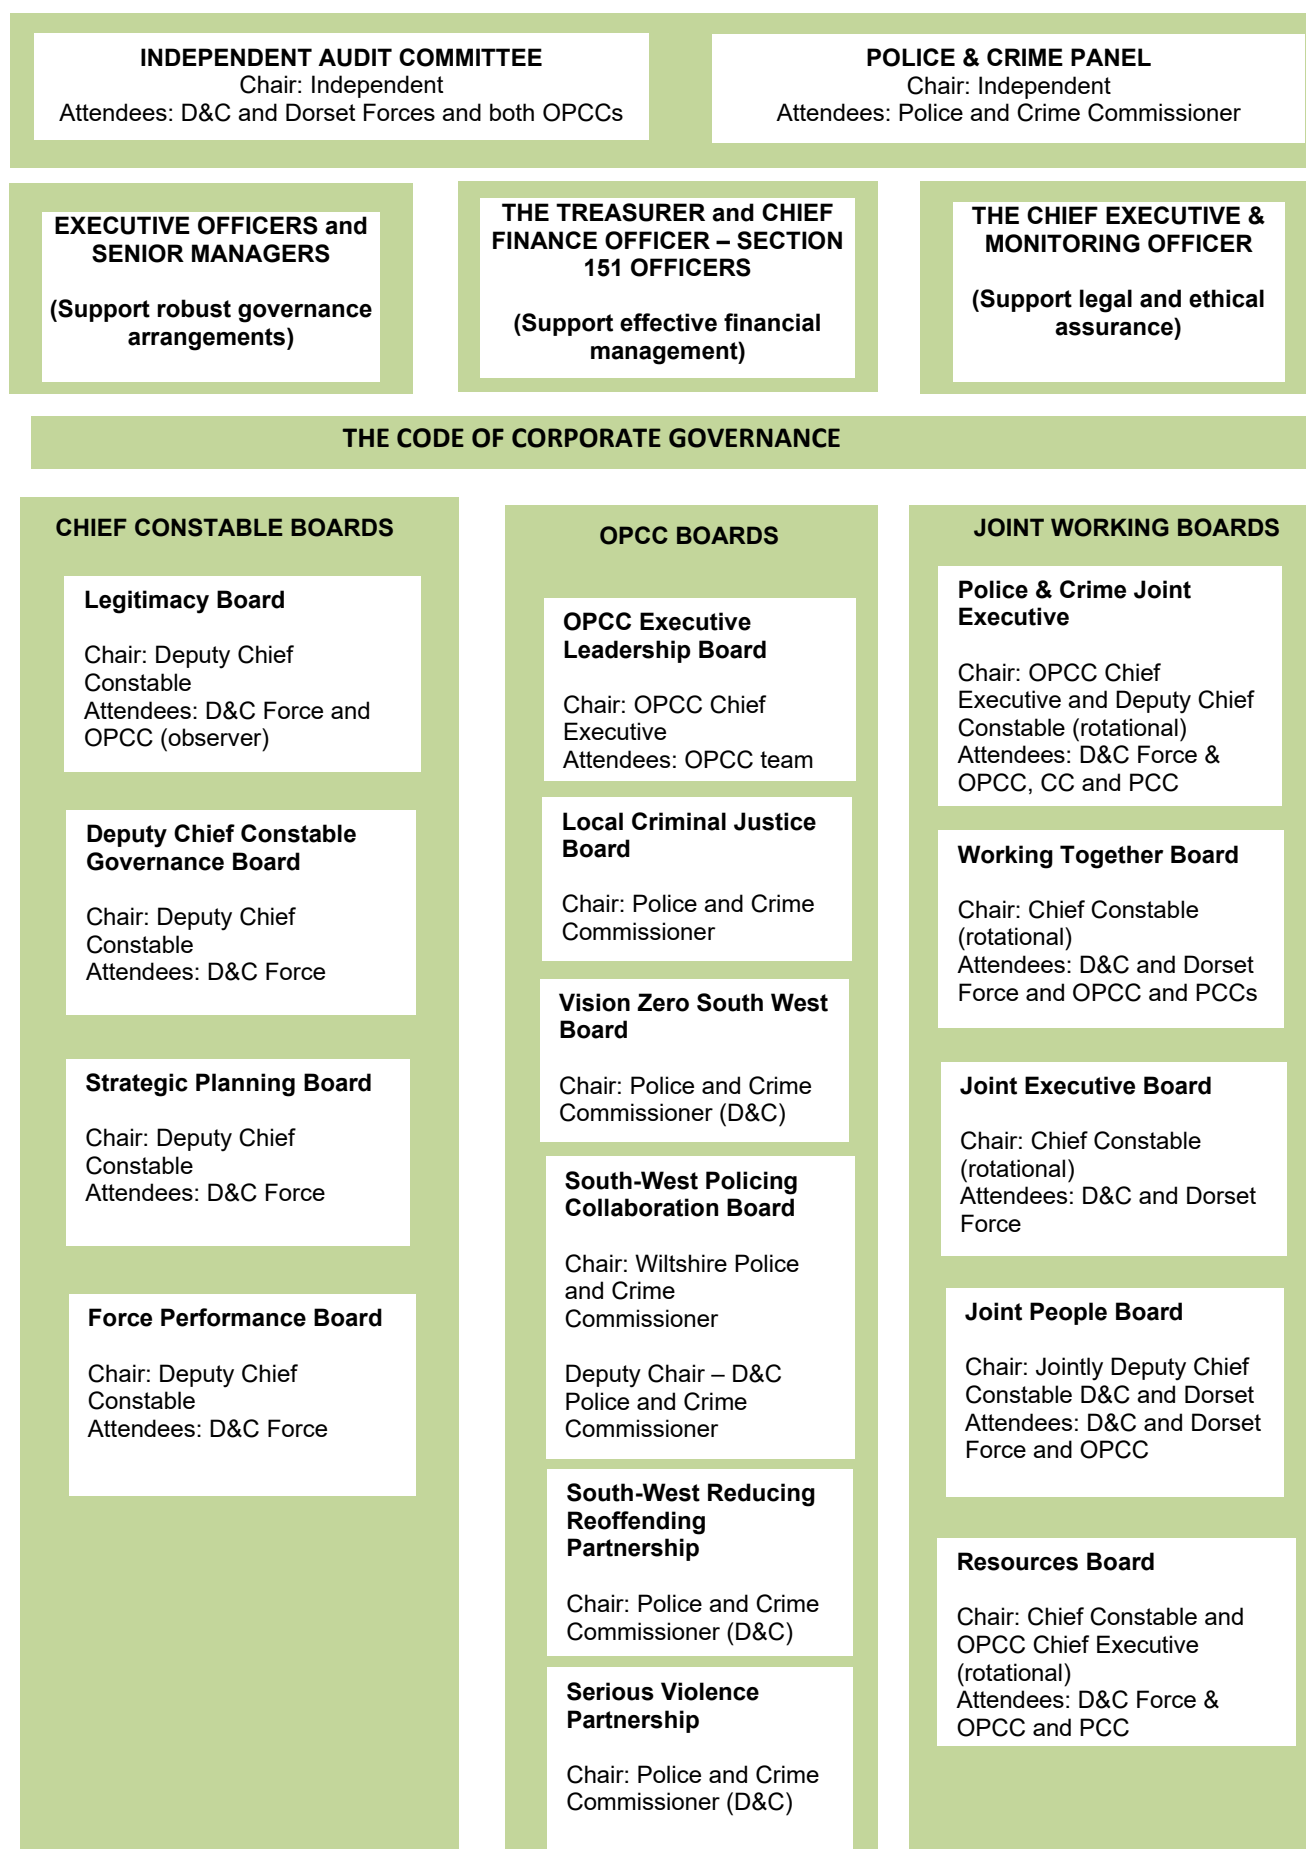 INDEPENDENT AUDIT COMMITTEE
Chair: Independent
Attendees: D&C and Dorset Forces and both OPCCs
POLICE & CRIME PANEL
Chair: Independent
Attendees: Police and Crime Commissioner
EXECUTIVE OFFICERS and
SENIOR MANAGERS
(Support robust governance
arrangements)
THE TREASURER and CHIEF
FINANCE OFFICER – SECTION
151 OFFICERS
(Support effective financial
management)
THE CHIEF EXECUTIVE &
MONITORING OFFICER
(Support legal and ethical
assurance)
THE CODE OF CORPORATE GOVERNANCE
CHIEF CONSTABLE BOARDS
Legitimacy Board
Chair: Deputy Chief
Constable
Attendees: D&C Force and
OPCC (observer)
Deputy Chief Constable
Governance Board
Chair: Deputy Chief
Constable
Attendees: D&C Force
Strategic Planning Board
Chair: Deputy Chief
Constable
Attendees: D&C Force
Force Performance Board
Chair: Deputy Chief
Constable
Attendees: D&C Force
OPCC BOARDS
OPCC Executive
Leadership Board
Chair: OPCC Chief
Executive
Attendees: OPCC team
Local Criminal Justice
Board
Chair: Police and Crime
Commissioner
Vision Zero South West
Board
Chair: Police and Crime
Commissioner (D&C)
South-West Policing
Collaboration Board
Chair: Wiltshire Police
and Crime
Commissioner
Deputy Chair – D&C
Police and Crime
Commissioner
South-West Reducing
Reoffending
Partnership
Chair: Police and Crime
Commissioner (D&C)
Serious Violence
Partnership
Chair: Police and Crime
Commissioner (D&C)
JOINT WORKING BOARDS
Police & Crime Joint
Executive
Chair: OPCC Chief
Executive and Deputy Chief
Constable (rotational)
Attendees: D&C Force &
OPCC, CC and PCC
Working Together Board
Chair: Chief Constable
(rotational)
Attendees: D&C and Dorset
Force and OPCC and PCCs
Joint Executive Board
Chair: Chief Constable
(rotational)
Attendees: D&C and Dorset
Force
Joint People Board
Chair: Jointly Deputy Chief
Constable D&C and Dorset
Attendees: D&C and Dorset
Force and OPCC
Resources Board
Chair: Chief Constable and
OPCC Chief Executive
(rotational)
Attendees: D&C Force &
OPCC and PCC